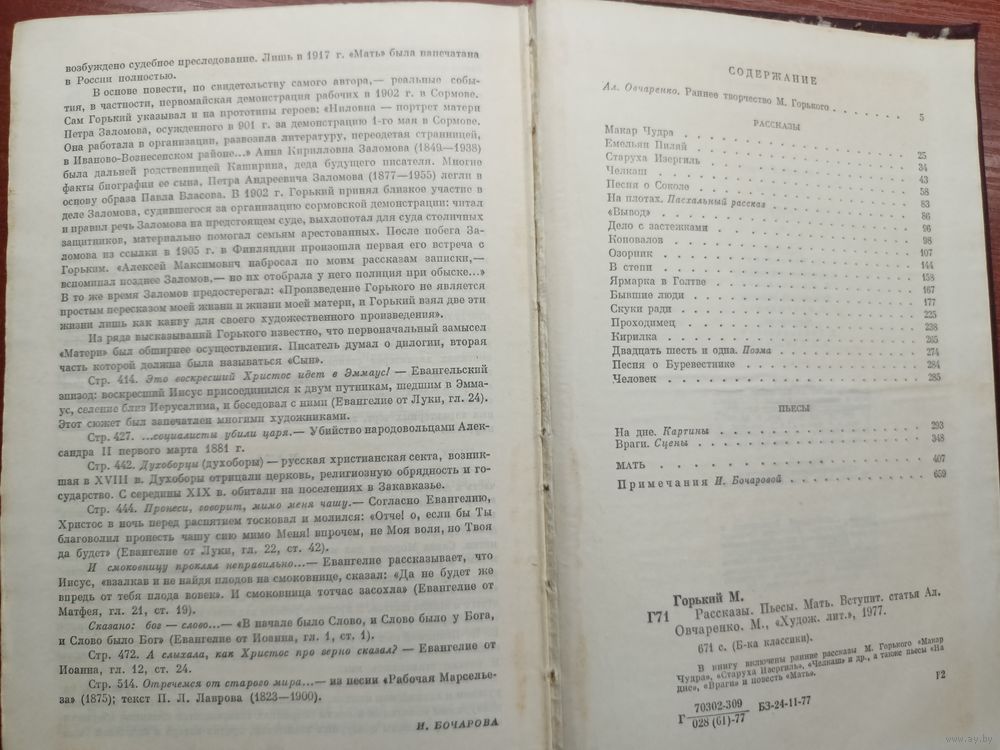 возбуждено судебное преследование. Лишь в 1917 г. «Мать» была напечатана
в России полностью.
В основе повести, по свидетельству самого автора,— реальные собы-
тия, в частности, первомайская демонстрация рабочих в 1902 г. в Сормове.
Сам Горький указывал и на прототипы героев: «Ниловна — портрет матери
Петра Заломова, осужденного в 901 г. за демонстрацию 1-го мая в Сормове.
Она работала в организации, развозила литературу, переодетая странницей,
в Иваново-Вознесенском районе...» Анна Кирилловна Заломова (1849—1938)
была дальней родственницей Каширина, деда будущего писателя. Многие
факты биографии ее сына, Петра Андреевича Заломова (1877—1955) легли в
основу образа Павла Власова. В 1902 г. Горький принял близкое участие в
деле Заломова, судившегося за организацию сормовской демонстрации: читал
и правил речь Заломова на предстоящем суде, выхлопотал для суда столичных
защитников, материально помогал семьям арестованных. После побега За-
ломова из ссылки в 1905 г. в Финляндии произошла первая его встреча с
Горьким. «Алексей Максимович набросал по моим рассказам записки,—
вспоминал позднее Заломов,— но их отобрала у него полиция при обыске...»
В то же время Заломов предостерегал: «Произведение Горького не является
простым пересказом моей жизни и жизни моей матери, и Горький взял две эти
жизни лишь как канву для своего художественного произведения».
Из ряда высказываний Горького известно, что первоначальный замысел
«Матери» был обширнее осуществления. Писатель думал о дилогии, вторая
часть которой должна была называться «Сын».
Стр. 414. Это воскресший Христос идет в Эммаус! — Евангельский
эпизод: воскресший Иисус присоединился к двум путникам, шедшим в Эмма-
ус, селение близ Иерусалима, и беседовал с ними (Евангелие от Луки, гл. 24).
Этот сюжет был запечатлен многими художниками.
Стр. 427. ...социалисты убили царя.— Убийство народовольцами Алек-
сандра II первого марта 1881 г.
Стр. 442. Духоборцы (духоборы) — русская христианская секта, возник-
шая в XVIII в. Духоборы отрицали церковь, религиозную обрядность и го-
сударство. С середины XIX в. обитали на поселениях в Закавказье.
Стр. 444. Пронеси, говорит, мимо меня чашу.— Согласно Евангелию,
Христос в ночь перед распятием тосковал и молился: «Отче! о, если бы Ты
благоволил пронесть чашу сию мимо Меня! впрочем, не Моя воля, но Твоя
да будет» (Евангелие от Луки, гл. 22, ст. 42).
И смоковницу проклял неправильно...— Евангелие рассказывает, что
Иисус, «взалкав и не найдя плодов на смоковнице, сказал: «Да не будет же
впредь от тебя плода вовек». И смоковница тотчас засохла» (Евангелие от
Матфея, гл. 21, ст. 19).
Сказано: бог — слово...— «В начале было Слово, и Слово было у Бога,
и Слово было Бог» (Евангелие от Иоанна, гл. 1, ст. 1).
Стр. 472. А слыхала, как Христос про верно сказал? — Евангелие от
Иоанна, гл. 12, ст. 24.
Стр. 514. Отречемся от старого мира...— из песни «Рабочая Марселье-
за» (1875); текст П. Л. Лаврова (1823—1900).
И. БОЧАРОВА
СОДЕРЖАНИЕ
Ал. Овчаренко. Раннее творчество М. Горького . . . . . . . 5
РАССКАЗЫ
Макар Чудра . . . . . . . 25
Емельян Пиляй . . . . . . . 34
Старуха Изергиль . . . . . . . 43
Челкаш . . . . . . . 58
Песня о Соколе . . . . . . . 83
На плотах. Пасхальный рассказ . . . . . . . 86
«Вывод» . . . . . . . 96
Дело с застежками . . . . . . . 98
Коновалов . . . . . . . 107
Озорник . . . . . . . 144
В степи . . . . . . . 158
Ярмарка в Голтве . . . . . . . 167
Бывшие люди . . . . . . . 177
Скуки ради . . . . . . . 225
Проходимец . . . . . . . 238
Кирилка . . . . . . . 265
Двадцать шесть и одна. Поэма . . . . . . . 274
Песня о Буревестнике . . . . . . . 284
Человек . . . . . . . 285
ПЬЕСЫ
На дне. Картины . . . . . . . 293
Враги. Сцены . . . . . . . 348
МАТЬ . . . . . . . 407
Примечания И. Бочаровой . . . . . . . 659
Горький М.
Г71 Рассказы. Пьесы. Мать. Вступит. статья Ал.
Овчаренко. М., «Худож. лит.», 1977.
671 с. (Б-ка классики).
В книгу включены ранние рассказы М. Горького «Макар
Чудра», «Старуха Изергиль», «Челкаш» и др., а также пьесы «На
дне», «Враги» и повесть «Мать».
Г 70302-309 / 028 (61)-77 БЗ-24-11-77 Р2
www.ay.by